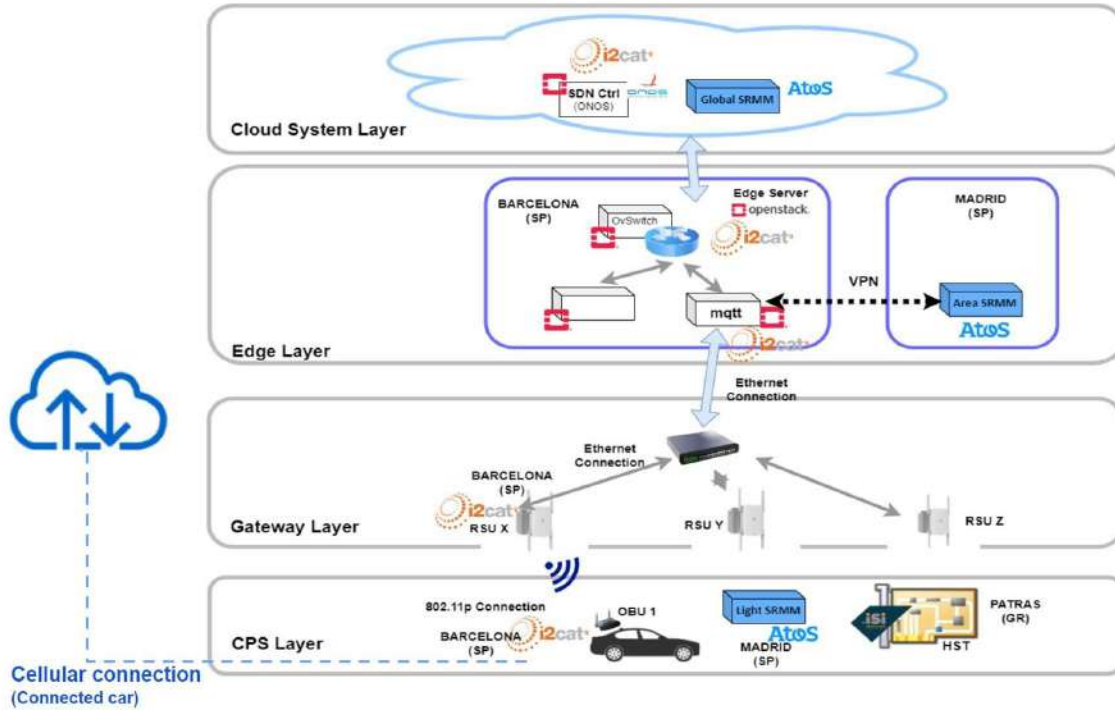 i2cat
SDN Ctrl
(ONOS)
ONOS
Global SRMM
Atos
Cloud System Layer
BARCELONA
(SP)
OvSwitch
Edge Server
openstack.
i2cat
MADRID
(SP)
VPN
mqtt
Area SRMM
Atos
i2cat
Edge Layer
Ethernet
Connection
Ethernet
Connection
BARCELONA
(SP)
i2cat
RSU X
RSU Y
RSU Z
Gateway Layer
802.11p Connection
BARCELONA
(SP)
i2cat
OBU 1
Light SRMM
Atos
MADRID
(SP)
isi
HST
PATRAS
(GR)
CPS Layer
Cellular connection
(Connected car)